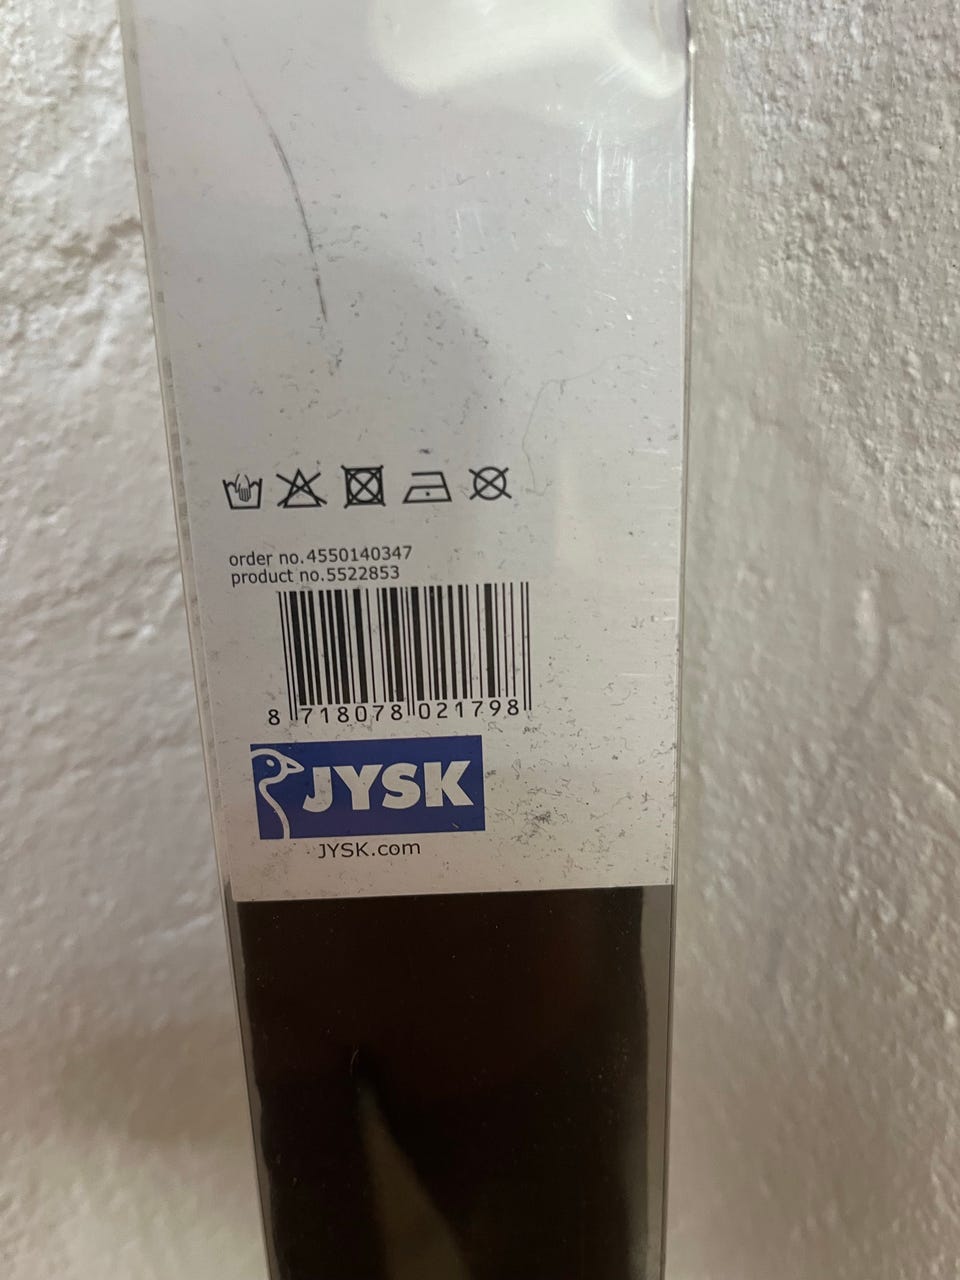 order no.4550140347
product no.5522853
8 718078 021798
JYSK
JYSK.com